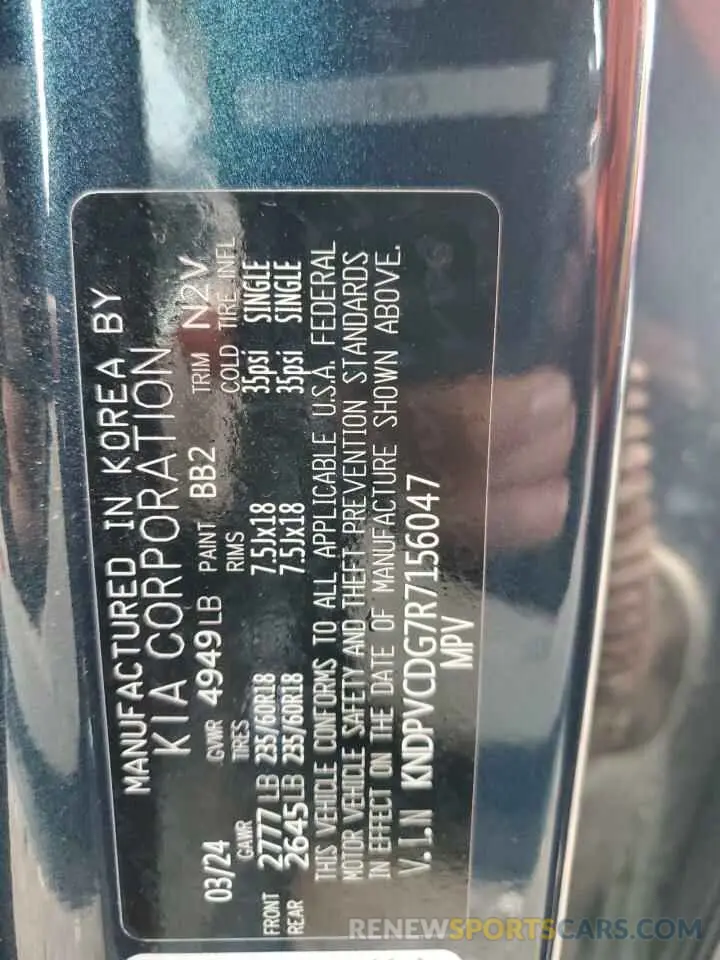 MANUFACTURED IN KOREA BY
KIA CORPORATION
03/24 GVWR 4949LB PAINT BB2 TRIM N2V
GAWR TIRES RIMS COLD TIRE INFL
FRONT 2777LB 235/60R18 7.5Jx18 35psi SINGLE
REAR 2645LB 235/60R18 7.5Jx18 35psi SINGLE
THIS VEHICLE CONFORMS TO ALL APPLICABLE U.S.A. FEDERAL
MOTOR VEHICLE SAFETY AND THEFT PREVENTION STANDARDS
IN EFFECT ON THE DATE OF MANUFACTURE SHOWN ABOVE.
V.I.N KNDPVCDG7R7156047
MPV
RENEWSPORTSCARS.COM